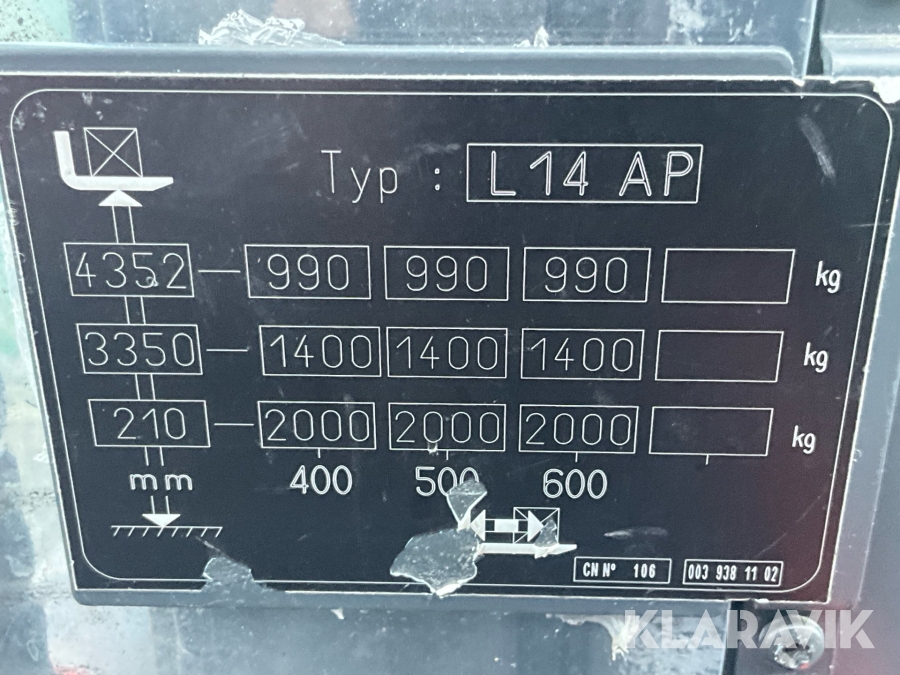 Typ : L14 AP
4352 990 990 990 kg
3350 1400 1400 1400 kg
210 2000 2000 2000 kg
mm 400 500 600
CN N° 106 003 938 11 02
KLARAVIK